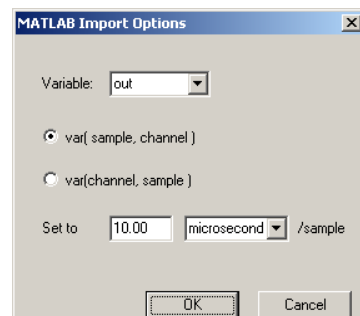 MATLAB Import Options
Variable: out
var( sample, channel )
var(channel, sample )
Set to 10.00 microsecond /sample
OK Cancel